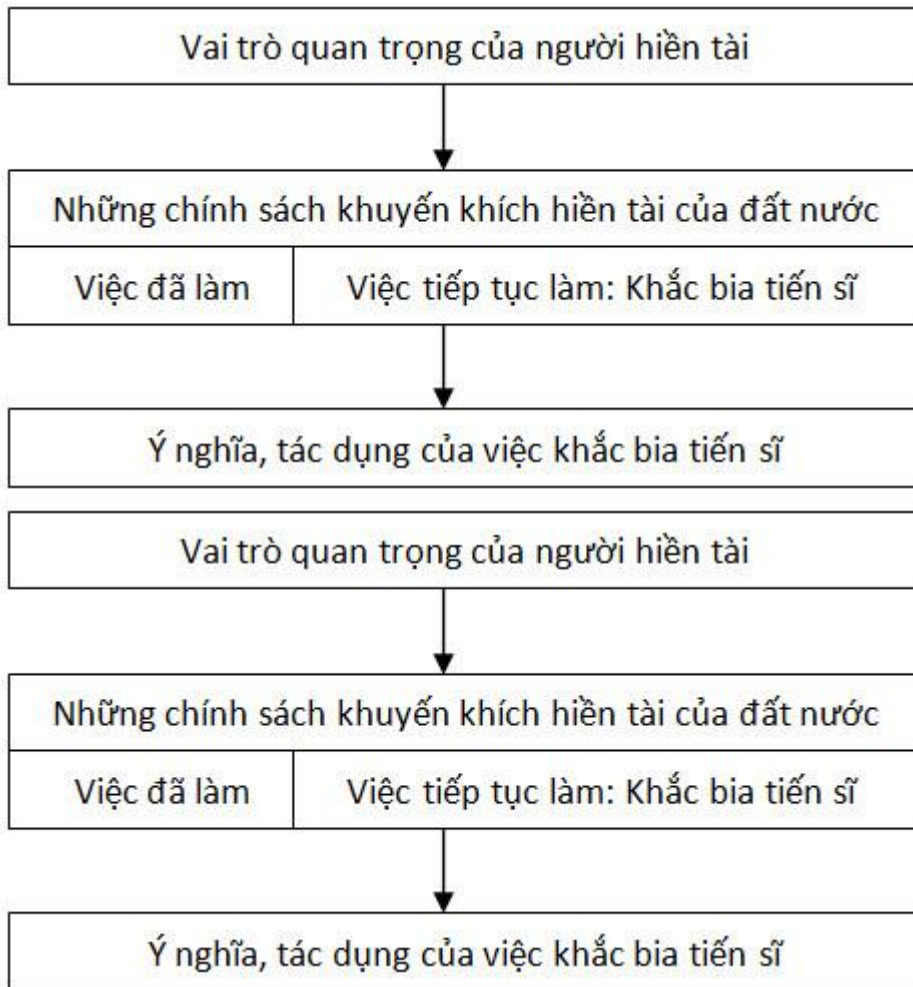 Vai trò quan trọng của người hiền tài
Những chính sách khuyến khích hiền tài của đất nước
Việc đã làm
Việc tiếp tục làm: Khắc bia tiến sĩ
Ý nghĩa, tác dụng của việc khắc bia tiến sĩ
Vai trò quan trọng của người hiền tài
Những chính sách khuyến khích hiền tài của đất nước
Việc đã làm
Việc tiếp tục làm: Khắc bia tiến sĩ
Ý nghĩa, tác dụng của việc khắc bia tiến sĩ